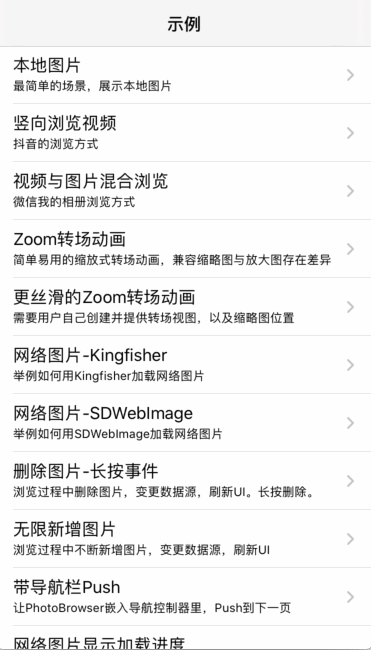 示例
本地图片
最简单的场景，展示本地图片
竖向浏览视频
抖音的浏览方式
视频与图片混合浏览
微信我的相册浏览方式
Zoom转场动画
简单易用的缩放式转场动画，兼容缩略图与放大图存在差异
更丝滑的Zoom转场动画
需要用户自己创建并提供转场视图，以及缩略图位置
网络图片-Kingfisher
举例如何用Kingfisher加载网络图片
网络图片-SDWebImage
举例如何用SDWebImage加载网络图片
删除图片-长按事件
浏览过程中删除图片，变更数据源，刷新UI。长按删除。
无限新增图片
浏览过程中不断新增图片，变更数据源，刷新UI
带导航栏Push
让PhotoBrowser嵌入导航控制器里，Push到下一页
网络图片显示加载进度